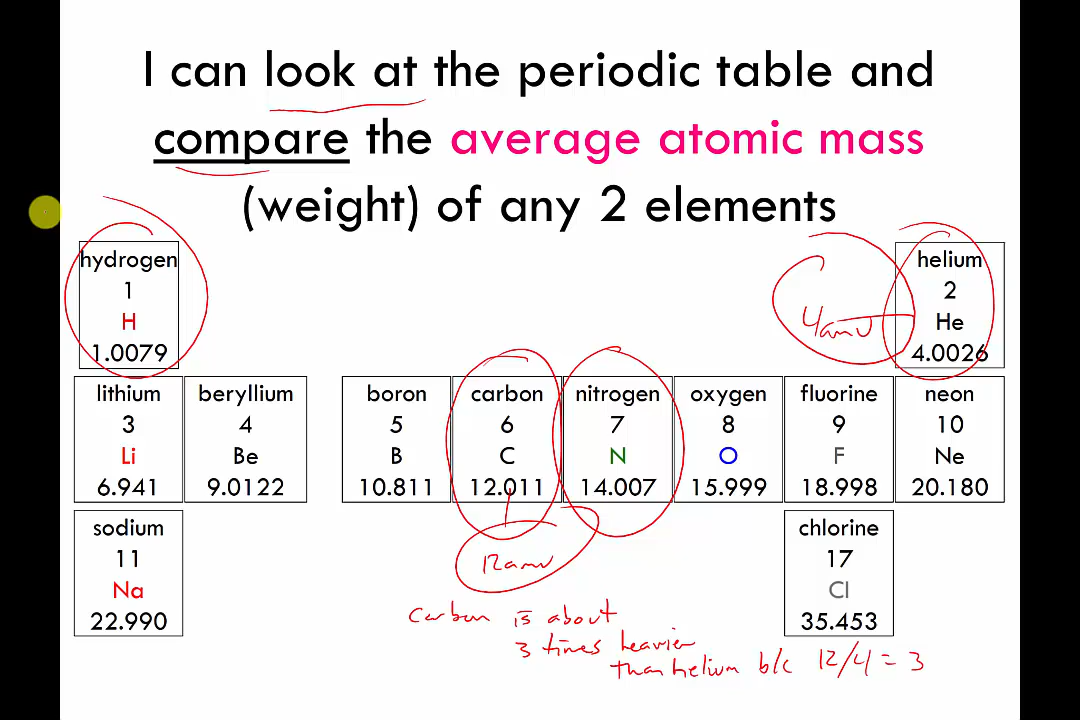 I can look at the periodic table and
compare the average atomic mass
(weight) of any 2 elements
hydrogen
1
H
1.0079
4amu
helium
2
He
4.0026
lithium
3
Li
6.941
beryllium
4
Be
9.0122
boron
5
B
10.811
carbon
6
C
12.011
nitrogen
7
N
14.007
oxygen
8
O
15.999
fluorine
9
F
18.998
neon
10
Ne
20.180
sodium
11
Na
22.990
chlorine
17
Cl
35.453
12amu
carbon is about
3 times heavier
than helium b/c 12/4 = 3